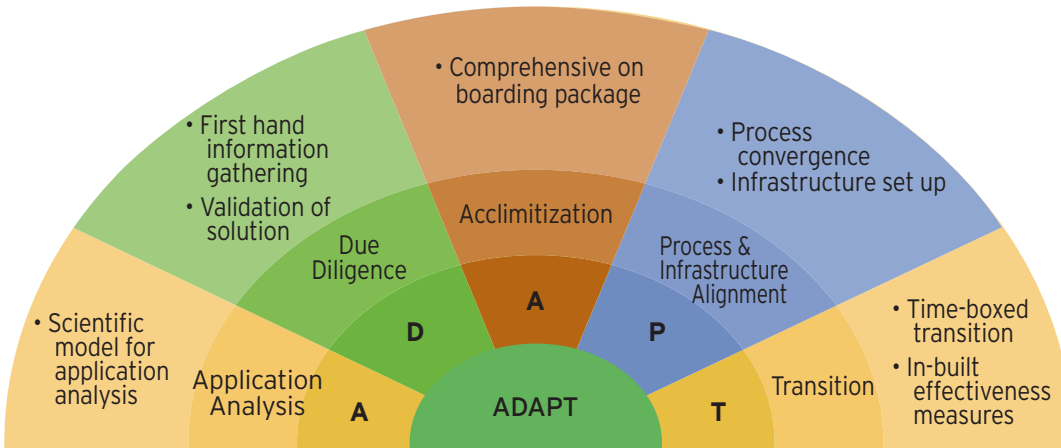 • Scientific
model for
application
analysis
Application
Analysis
A
• First hand
information
gathering
• Validation of
solution
Due
Diligence
D
• Comprehensive on
boarding package
Acclimitization
A
• Process
convergence
• Infrastructure set up
Process &
Infrastructure
Alignment
P
• Time-boxed
transition
• In-built
effectiveness
measures
Transition
T
ADAPT